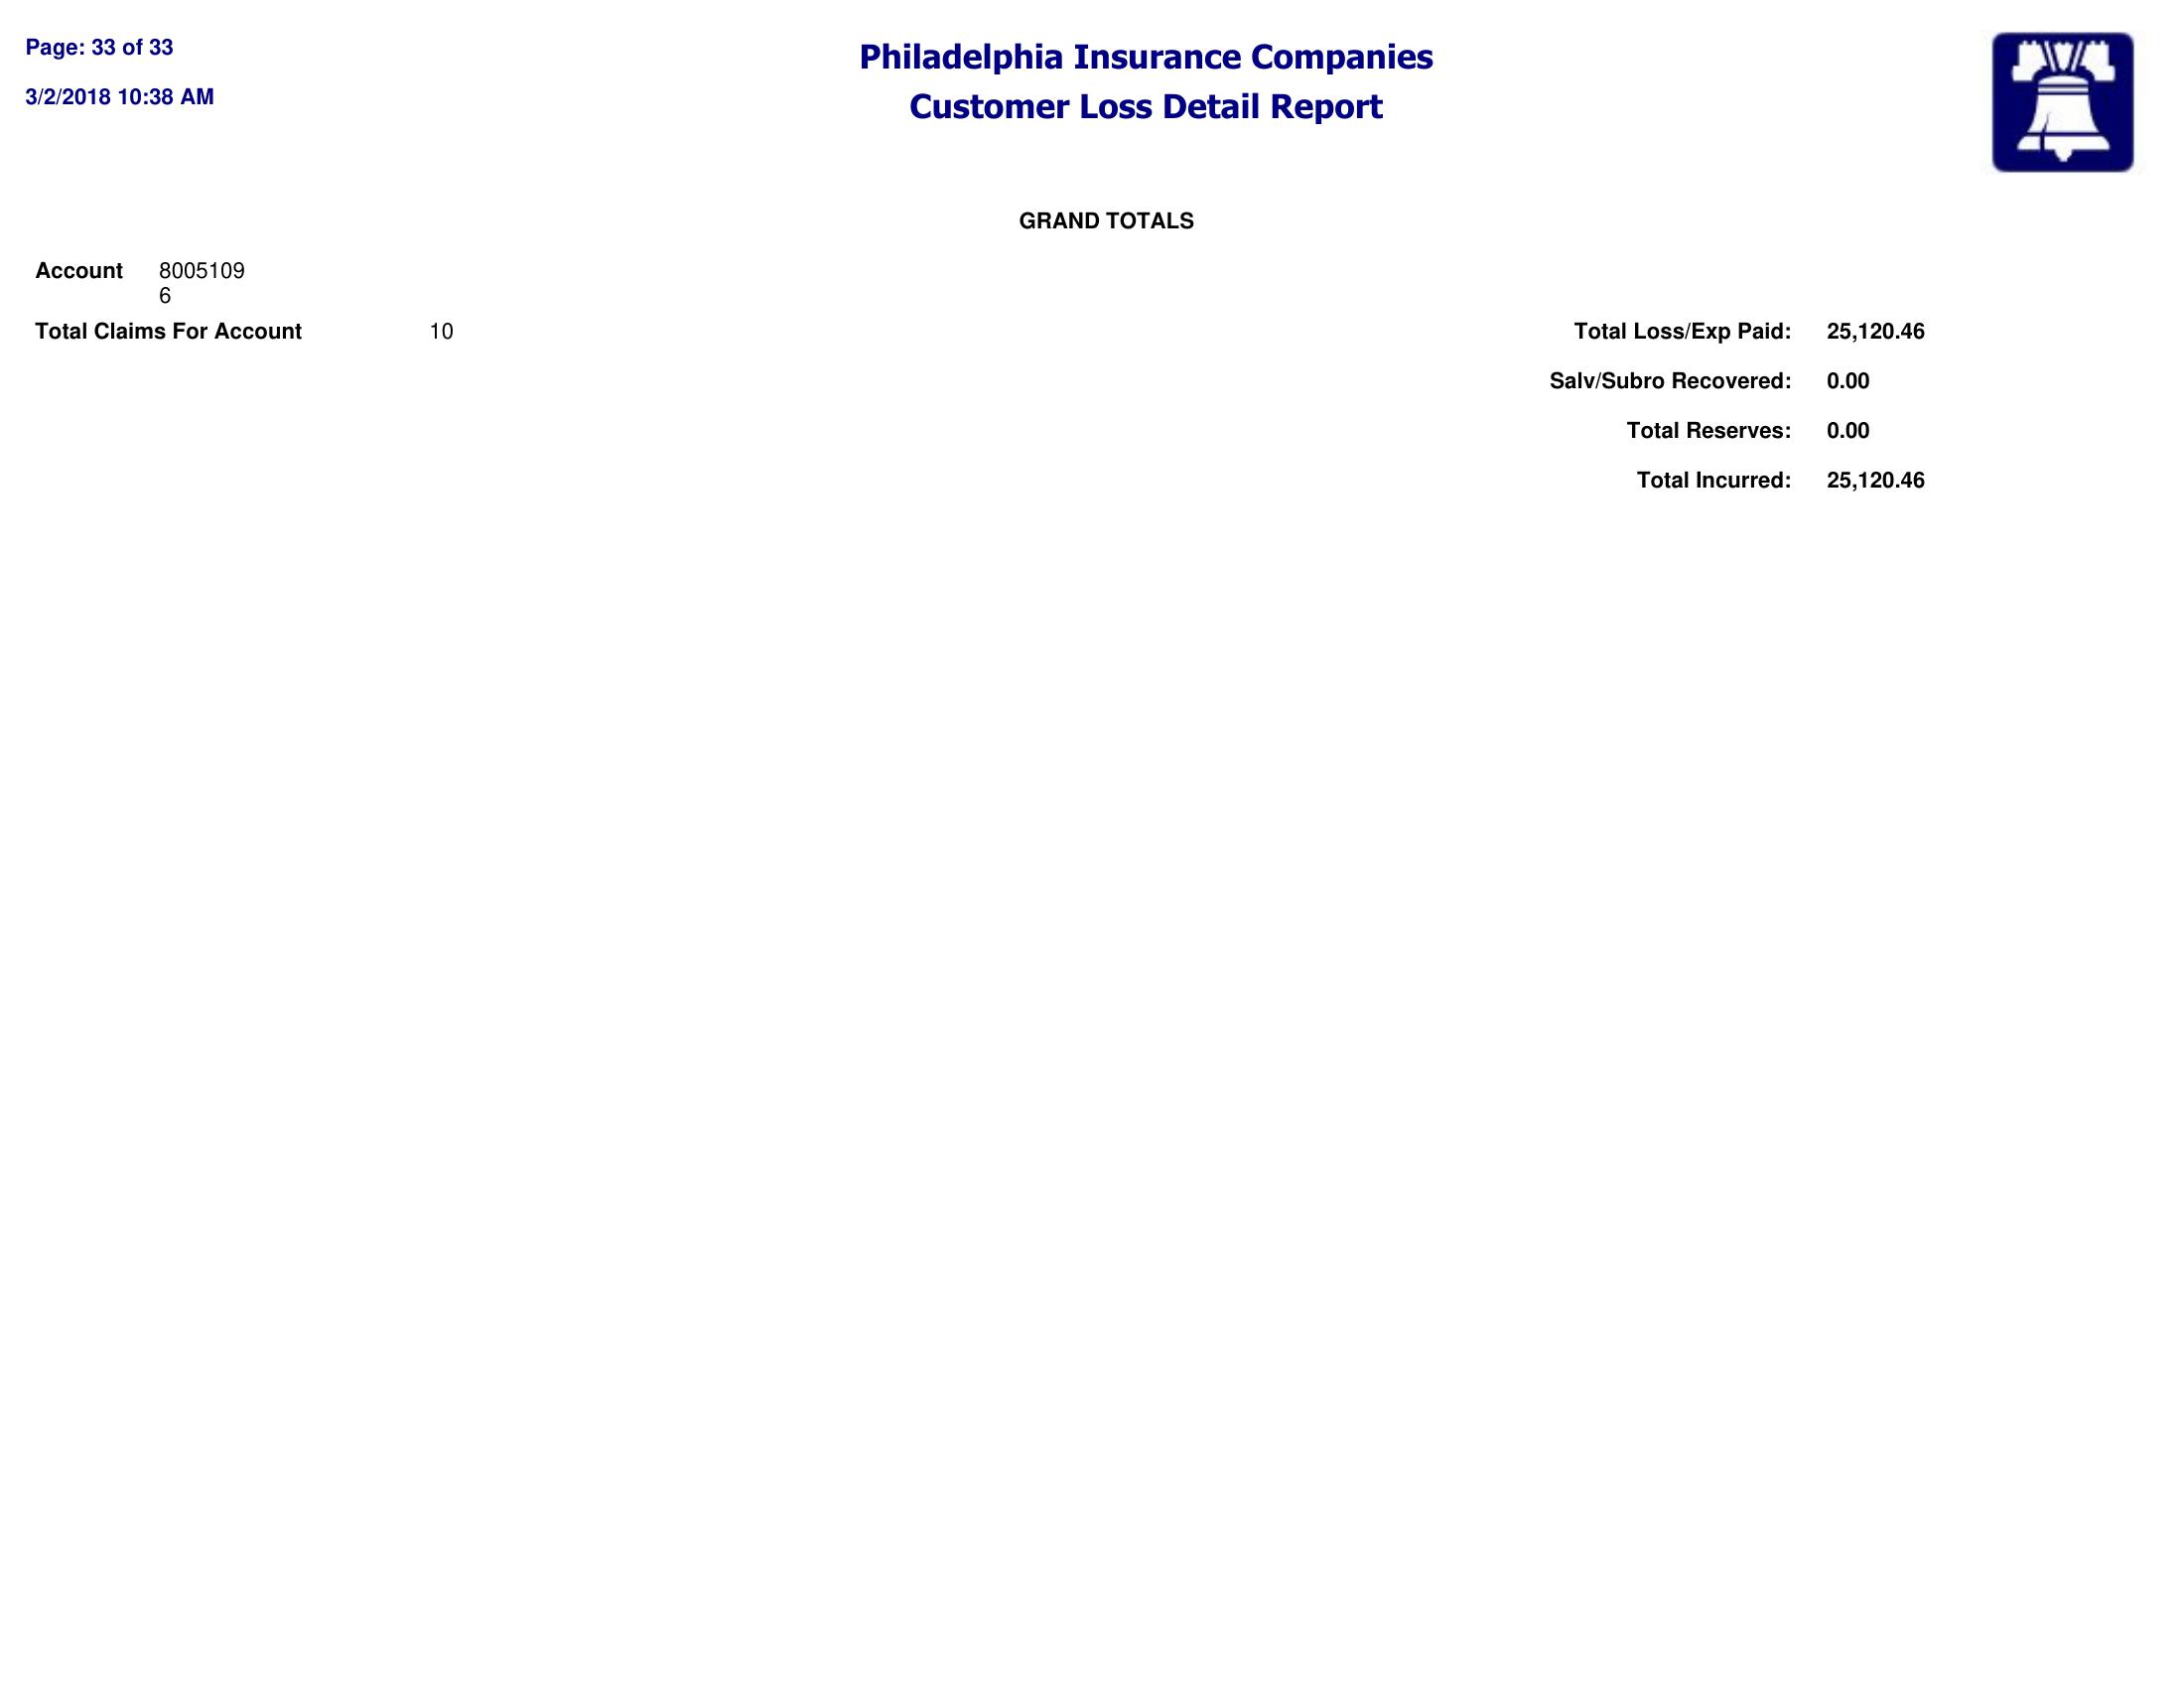 Page: 33 of 33
3/2/2018 10:38 AM
Philadelphia Insurance Companies
Customer Loss Detail Report
GRAND TOTALS
Account 8005109
6
Total Claims For Account 10
Total Loss/Exp Paid: 25,120.46
Salv/Subro Recovered: 0.00
Total Reserves: 0.00
Total Incurred: 25,120.46